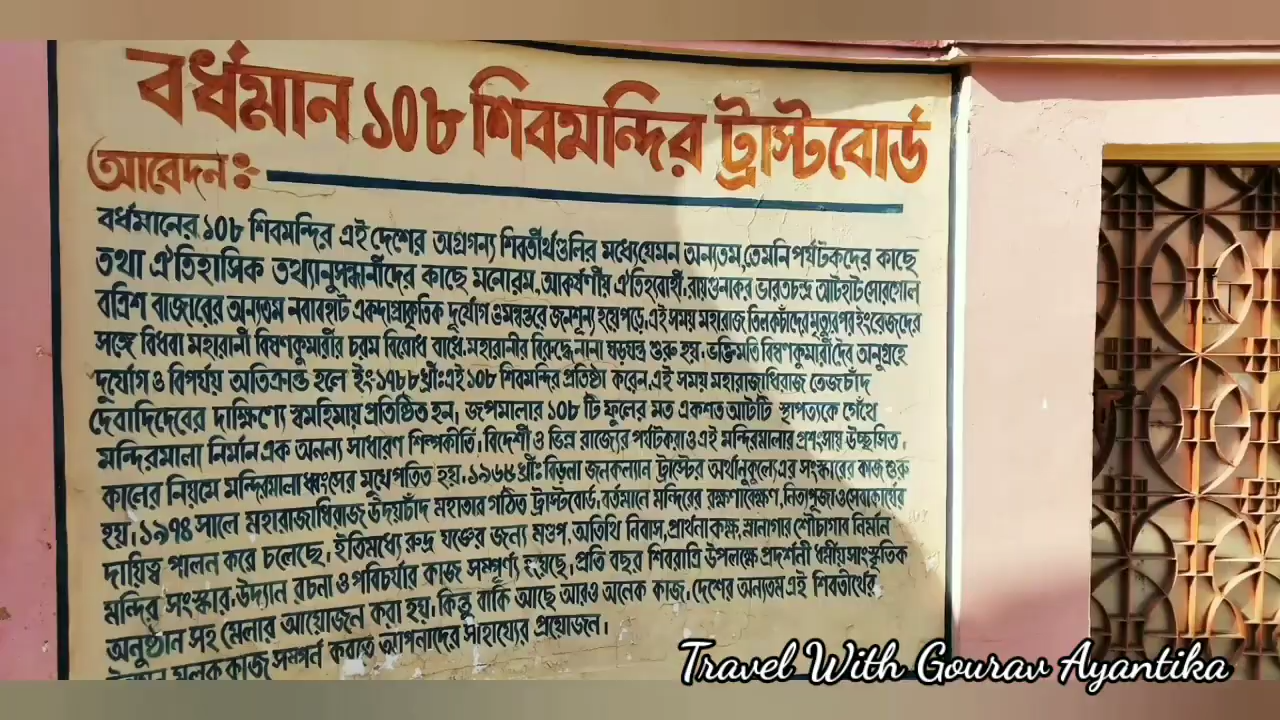 বর্ধমান ১০৮ শিবমন্দির ট্রাস্টবোর্ড
আবেদন ঃ-
বর্ধমানের ১০৮ শিবমন্দির এই দেশের অগ্রগন্য শিবতীর্থগুলির মধ্যে যেমন অন্যতম, তেমনি পর্যটকদের কাছে
তথা ঐতিহাসিক তথ্যানুসন্ধানীদের কাছে মনোরম, আকর্ষণীয় ঐতিহ্যবাহী, রায়গুনাকর ভারতচন্দ্র আটহাট ষোলগোলি
বত্রিশ বাজারের অন্যতম নবাবহাট একদা প্রাকৃতিক দুর্যোগ ও মন্বন্তরে জনশূন্য হয়ে পড়ে, এই সময় মহারাজ তিলকচাঁদের মৃত্যুর পর ইংরেজদের
সঙ্গে বিধবা মহারানী বিষণকুমারীর চরম বিরোধ বাধে। মহারানীর বিরুদ্ধে নানা ষড়যন্ত্র শুরু হয়। ভক্তিমতি বিষণকুমারী দেব অনুগ্রহে
দুর্যোগ ও বিপর্যয় অতিক্রান্ত হলে ইং ১৭৮৮ খ্রীঃ এই ১০৮ শিবমন্দির প্রতিষ্ঠা করেন, এই সময় মহারাজাধিরাজ তেজচাঁদ
দেবাদিদেবের দাক্ষিণ্যে স্বমহিমায় প্রতিষ্ঠিত হন। জপমালার ১০৮ টি ফুলের মত একশত আটটি স্থাপত্যকে গেঁথে
মন্দিরমালা নির্মান এক অনন্য সাধারণ শিল্পকীর্তি। বিদেশী ও ভিন্ন রাজ্যের পর্যটকরাও এই মন্দিরমালার প্রশংসায় উচ্ছ্বসিত।
কালের নিয়মে মন্দিরমালা ধ্বংসের মুখে পতিত হয়। ১৯৬৮ খ্রীঃ বিড়লা জনকল্যান ট্রাস্টের অর্থানুকুল্যে এর সংস্কারের কাজ শুরু
হয়। ১৯৭৪ সালে মহারাজাধিরাজ উদয়চাঁদ মহাতাব গঠিত ট্রাস্টবোর্ড, বর্তমানে মন্দিরের রক্ষণাবেক্ষণ, নিত্যপূজা ও সেবাকার্যের
দায়িত্ব পালন করে চলেছে। ইতিমধ্যে রুদ্র যজ্ঞের জন্য মণ্ডপ, অতিথি নিবাস, প্রার্থনা কক্ষ, স্নানাগার শৌচাগার নির্মান
মন্দির সংস্কার, উদ্যান রচনা ও পরিচর্যার কাজ সম্পূর্ণ হয়েছে। প্রতি বছর শিবরাত্রি উপলক্ষে প্রদর্শনী ধর্মীয় সাংস্কৃতিক
অনুষ্ঠান সহ মেলার আয়োজন করা হয়। কিন্তু বাকি আছে আরও অনেক কাজ। দেশের অন্যতম এই শিবতীর্থের
উন্নয়ন মূলক কাজ সম্পূর্ন করতে আপনাদের সাহায্যের প্রয়োজন।
Travel With Gourav Ayantika